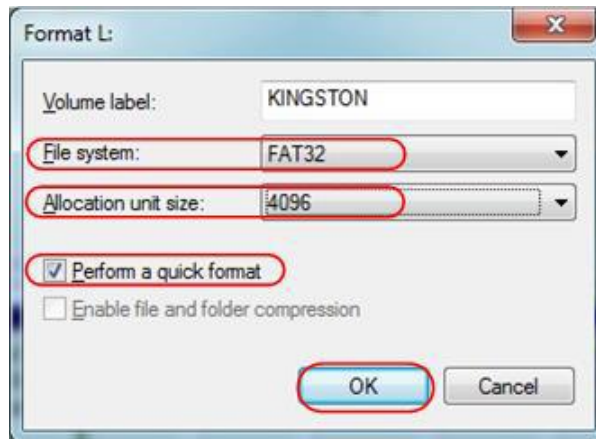 Format L:
Volume label: KINGSTON
File system: FAT32
Allocation unit size: 4096
Perform a quick format
Enable file and folder compression
OK Cancel